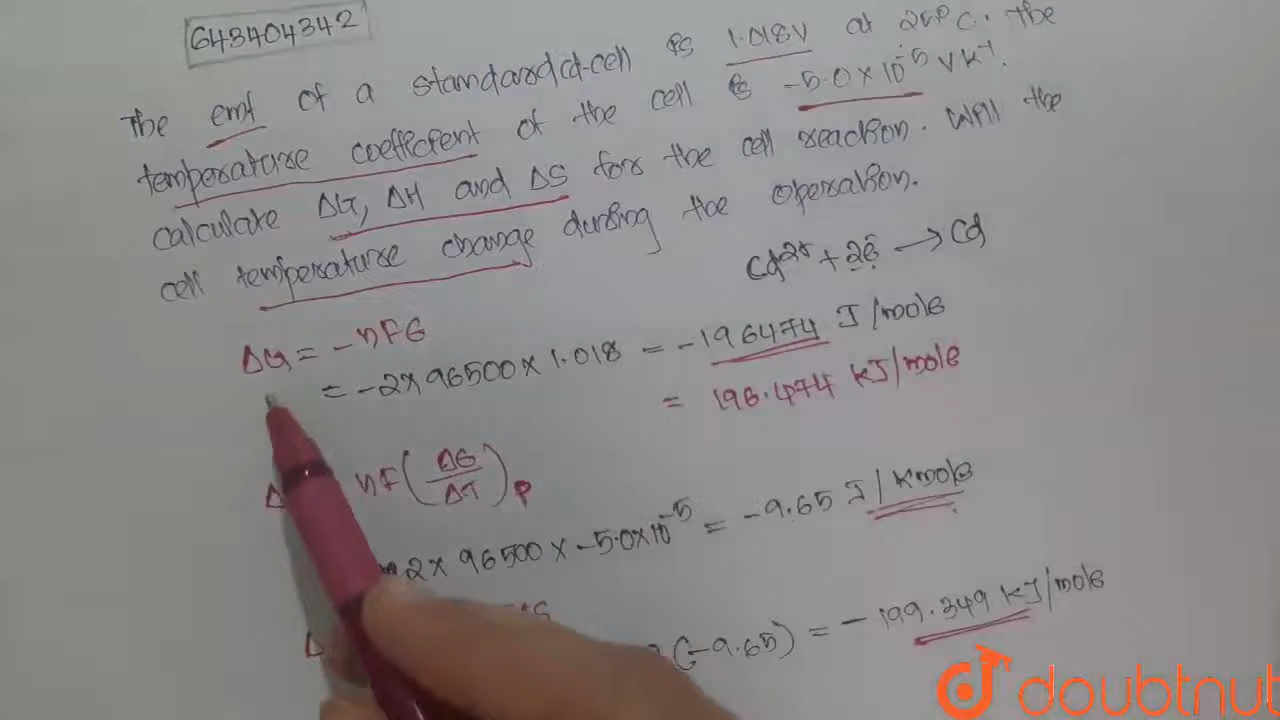 643404342
The emf of a standard cd-cell is 1.018V at 25°C. The
temperature coefficient of the cell is -5.0×10⁻⁵ VK⁻¹.
calculate ΔG, ΔH and ΔS for the cell reaction. Will the
cell temperature change during the operation.
Cd²⁺ + 2ē → Cd
ΔG = -nFE
= -2×96500×1.018 = -196474 J/mole
= 196.474 KJ/mole
nF(ΔE/ΔT)P
2×96500×-5.0×10⁻⁵ = -9.65 J/Kmole
(-9.65) = -199.349 KJ/mole
doubtnut